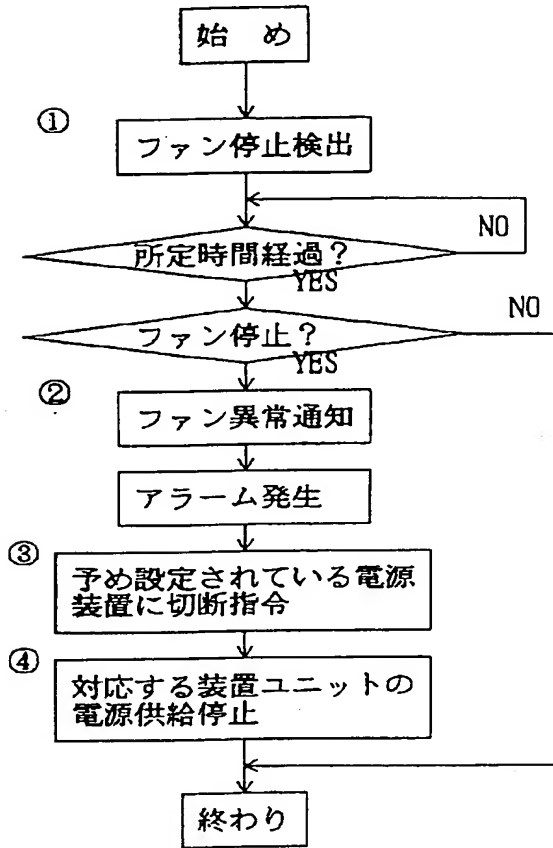 始 め
①
ファン停止検出
NO
所定時間経過?
YES
NO
ファン停止?
YES
②
ファン異常通知
アラーム発生
③
予め設定されている電源
装置に切断指令
④
対応する装置ユニットの
電源供給停止
終わり